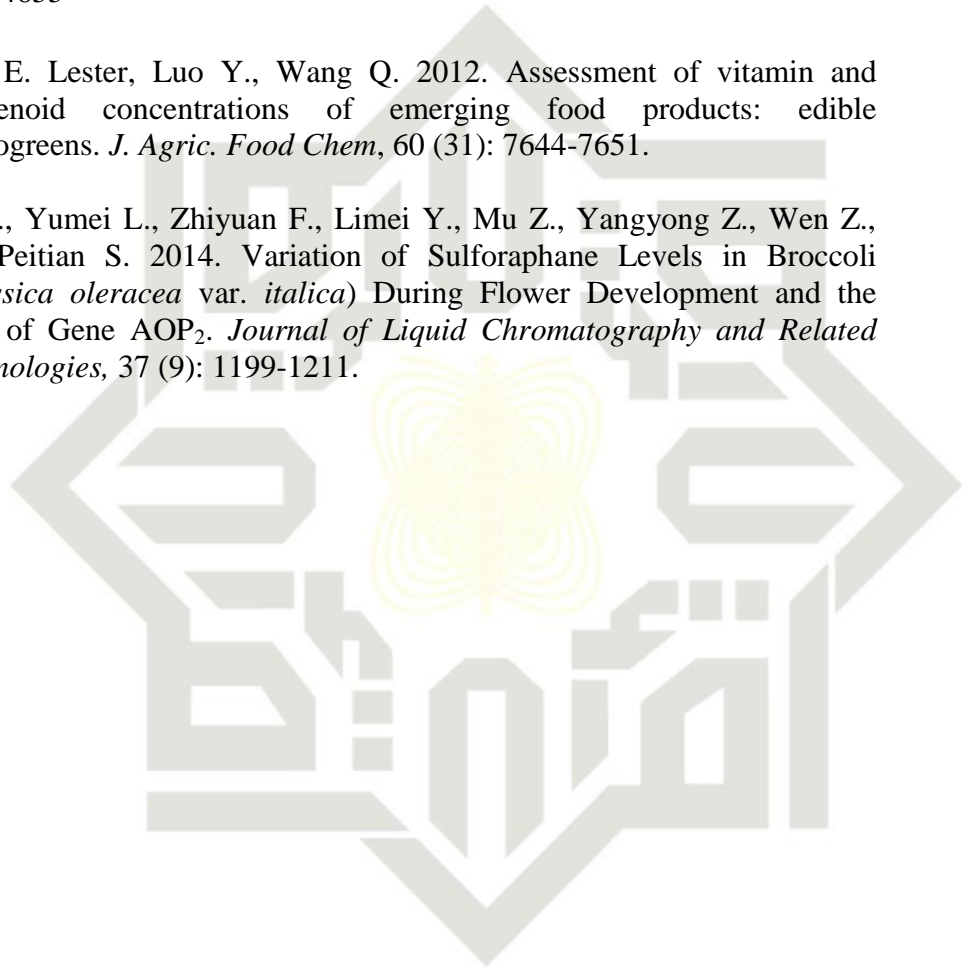 E. Lester, Luo Y., Wang Q. 2012. Assessment of vitamin and
enoid concentrations of emerging food products: edible
ogreens. J. Agric. Food Chem, 60 (31): 7644-7651.
., Yumei L., Zhiyuan F., Limei Y., Mu Z., Yangyong Z., Wen Z.,
Peitian S. 2014. Variation of Sulforaphane Levels in Broccoli
ssica oleracea var. italica) During Flower Development and the
of Gene AOP₂. Journal of Liquid Chromatography and Related
nologies, 37 (9): 1199-1211.